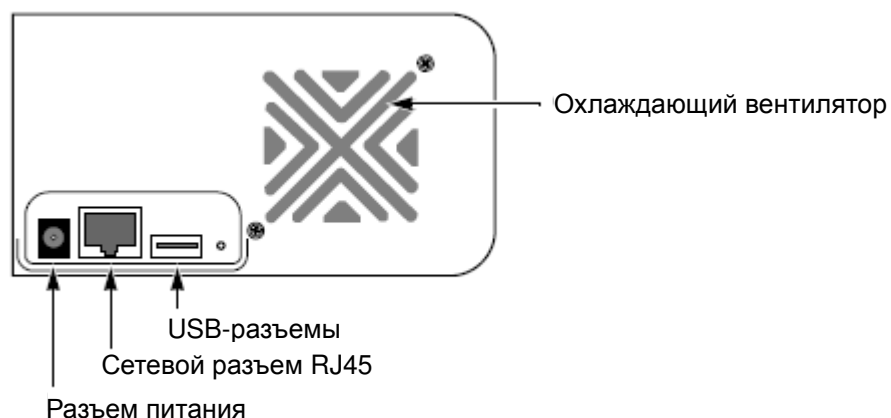 Охлаждающий вентилятор
USB-разъемы
Сетевой разъем RJ45
Разъем питания